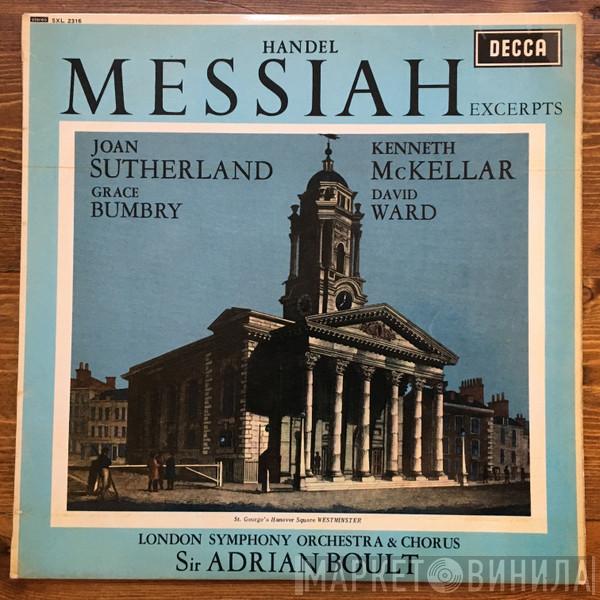 stereo SXL 2316
HANDEL
DECCA
MESSIAH EXCERPTS
JOAN
SUTHERLAND
GRACE
BUMBRY
KENNETH
McKELLAR
DAVID
WARD
St. George's Hanover Square WESTMINSTER
LONDON SYMPHONY ORCHESTRA & CHORUS
Sir ADRIAN BOULT
МАРКЕТ ВИНИЛА